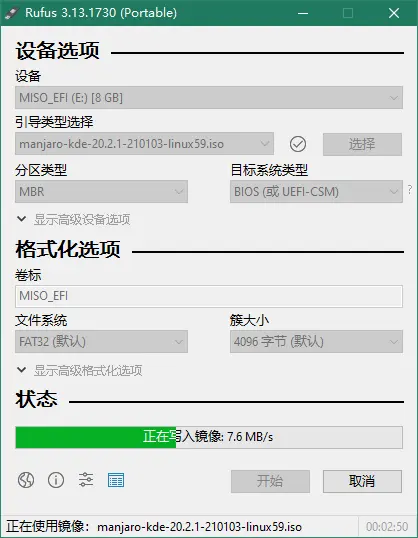 Rufus 3.13.1730 (Portable)
设备选项
设备
MISO_EFI (E:) [8 GB]
引导类型选择
manjaro-kde-20.2.1-210103-linux59.iso 选择
分区类型 目标系统类型
MBR BIOS (或 UEFI-CSM) ?
显示高级设备选项
格式化选项
卷标
MISO_EFI
文件系统 簇大小
FAT32 (默认) 4096 字节 (默认)
显示高级格式化选项
状态
正在写入镜像: 7.6 MB/s
开始 取消
正在使用镜像：manjaro-kde-20.2.1-210103-linux59.iso 00:02:50